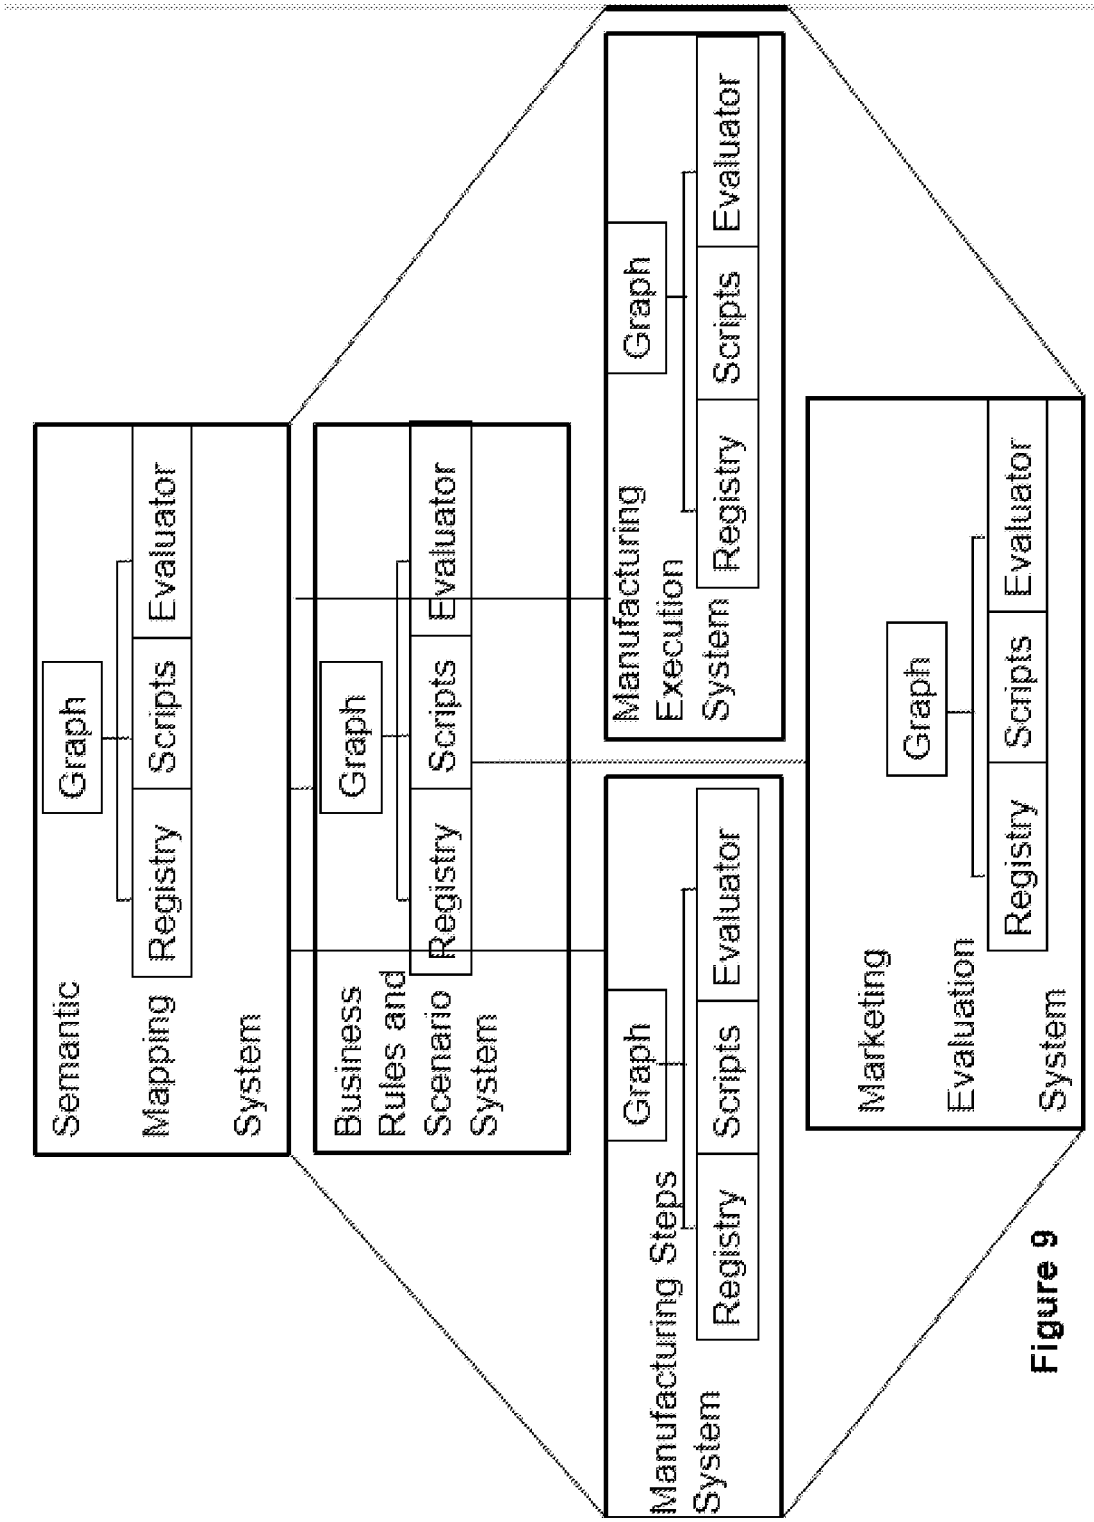 Semantic
Mapping
System
Graph
Registry
Scripts
Evaluator
Business
Rules and
Scenario
System
Graph
Registry
Scripts
Evaluator
Manufacturing Steps
System
Graph
Registry
Scripts
Evaluator
Manufacturing
Execution
System
Graph
Registry
Scripts
Evaluator
Marketing
Evaluation
System
Graph
Registry
Scripts
Evaluator
Figure 9